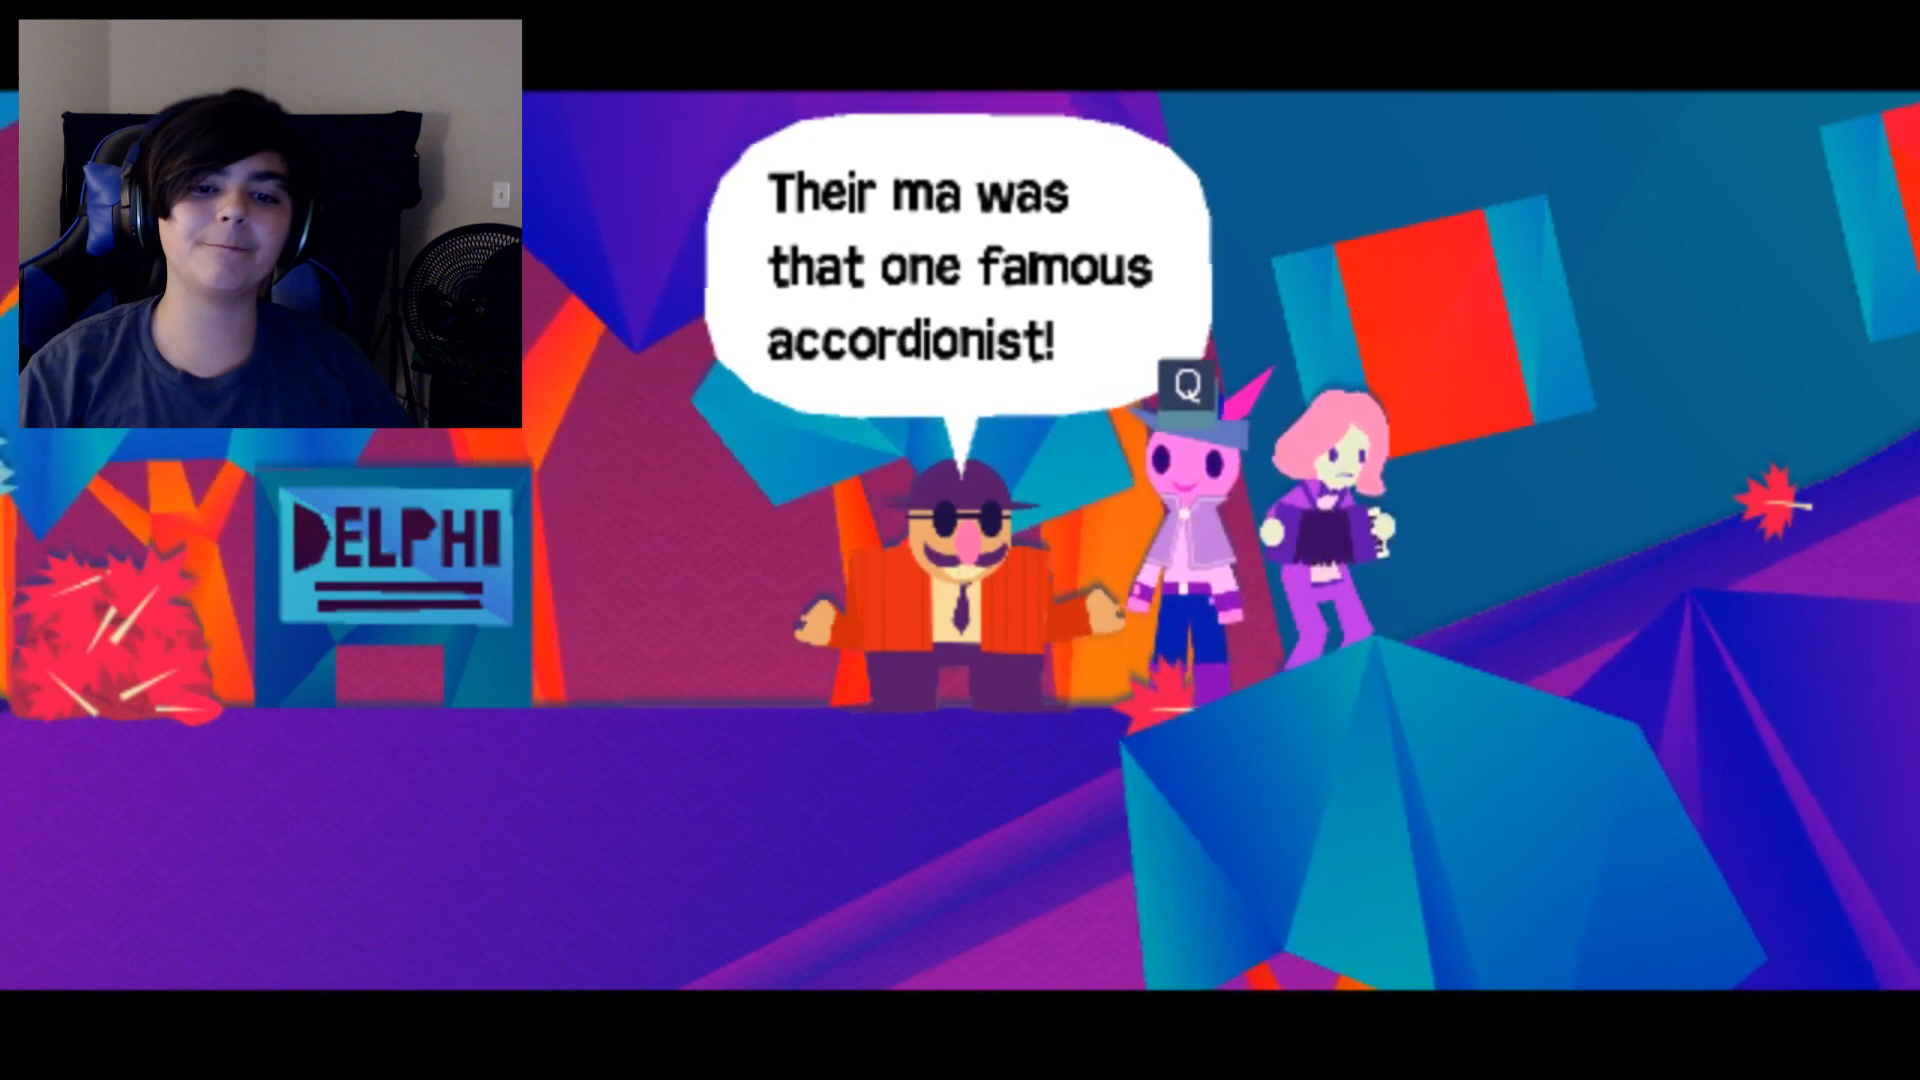 Their ma was
that one famous
accordionist!
Q
DELPHI